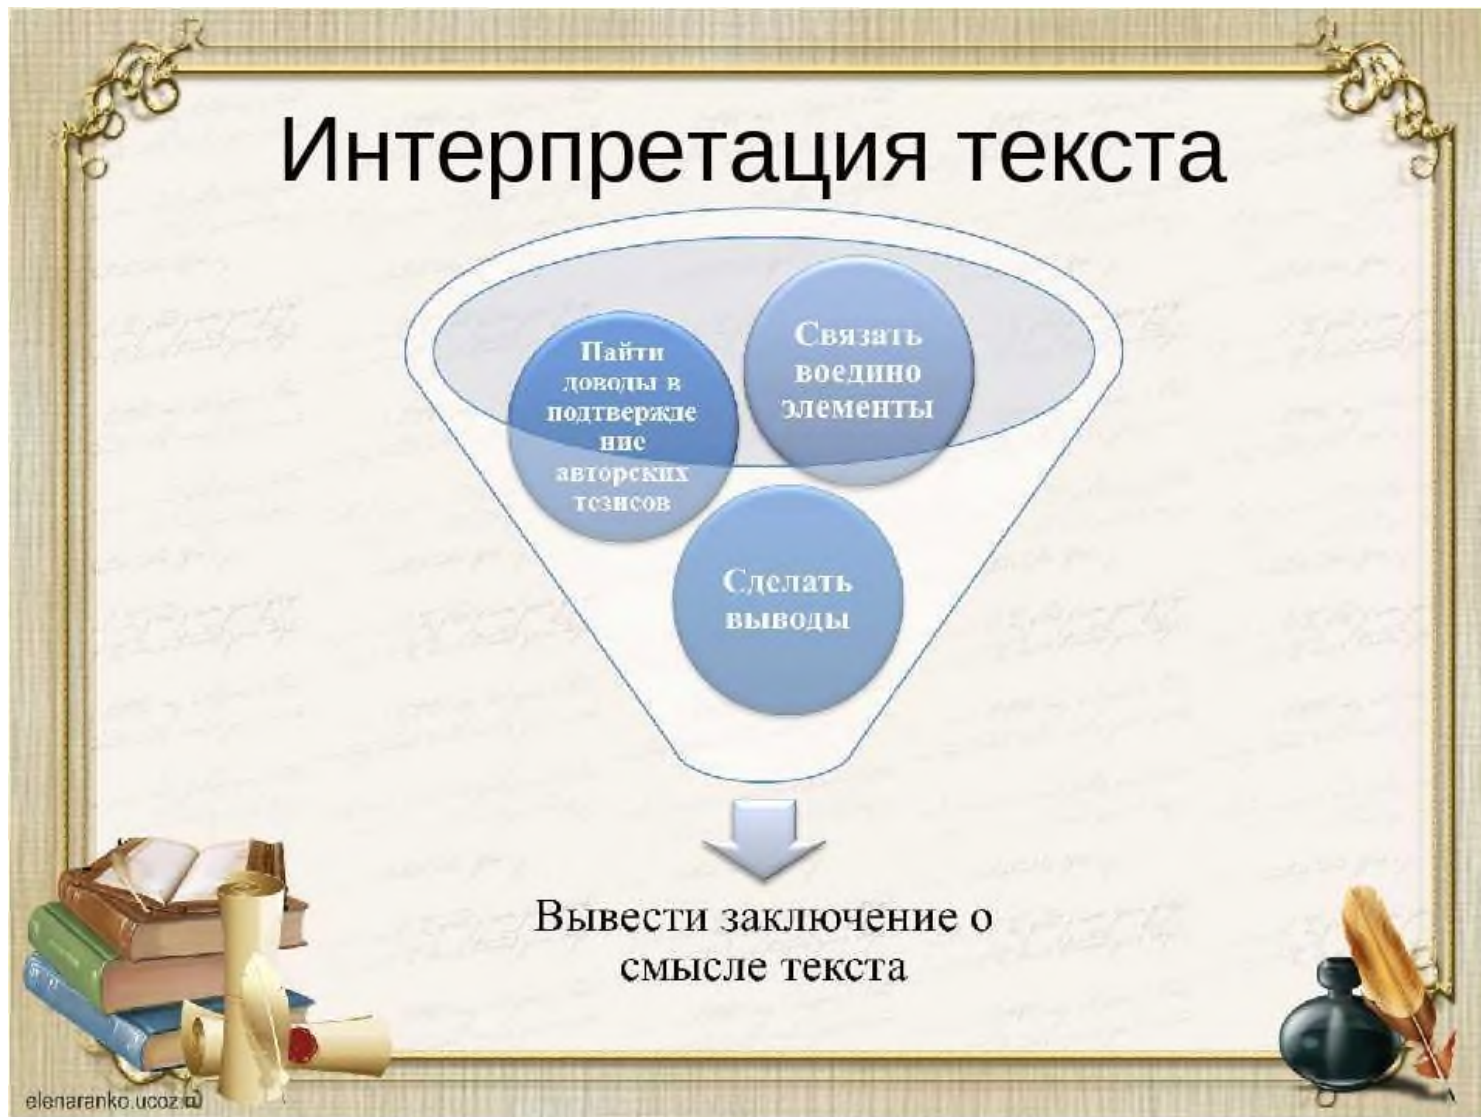 Интерпретация текста
Связать
воедино
элементы
Пайти
доводы в
подтвержде
ние
авторских
тезисов
Сделать
выводы
Вывести заключение о
смысле текста
elenaranko.ucoz.ru